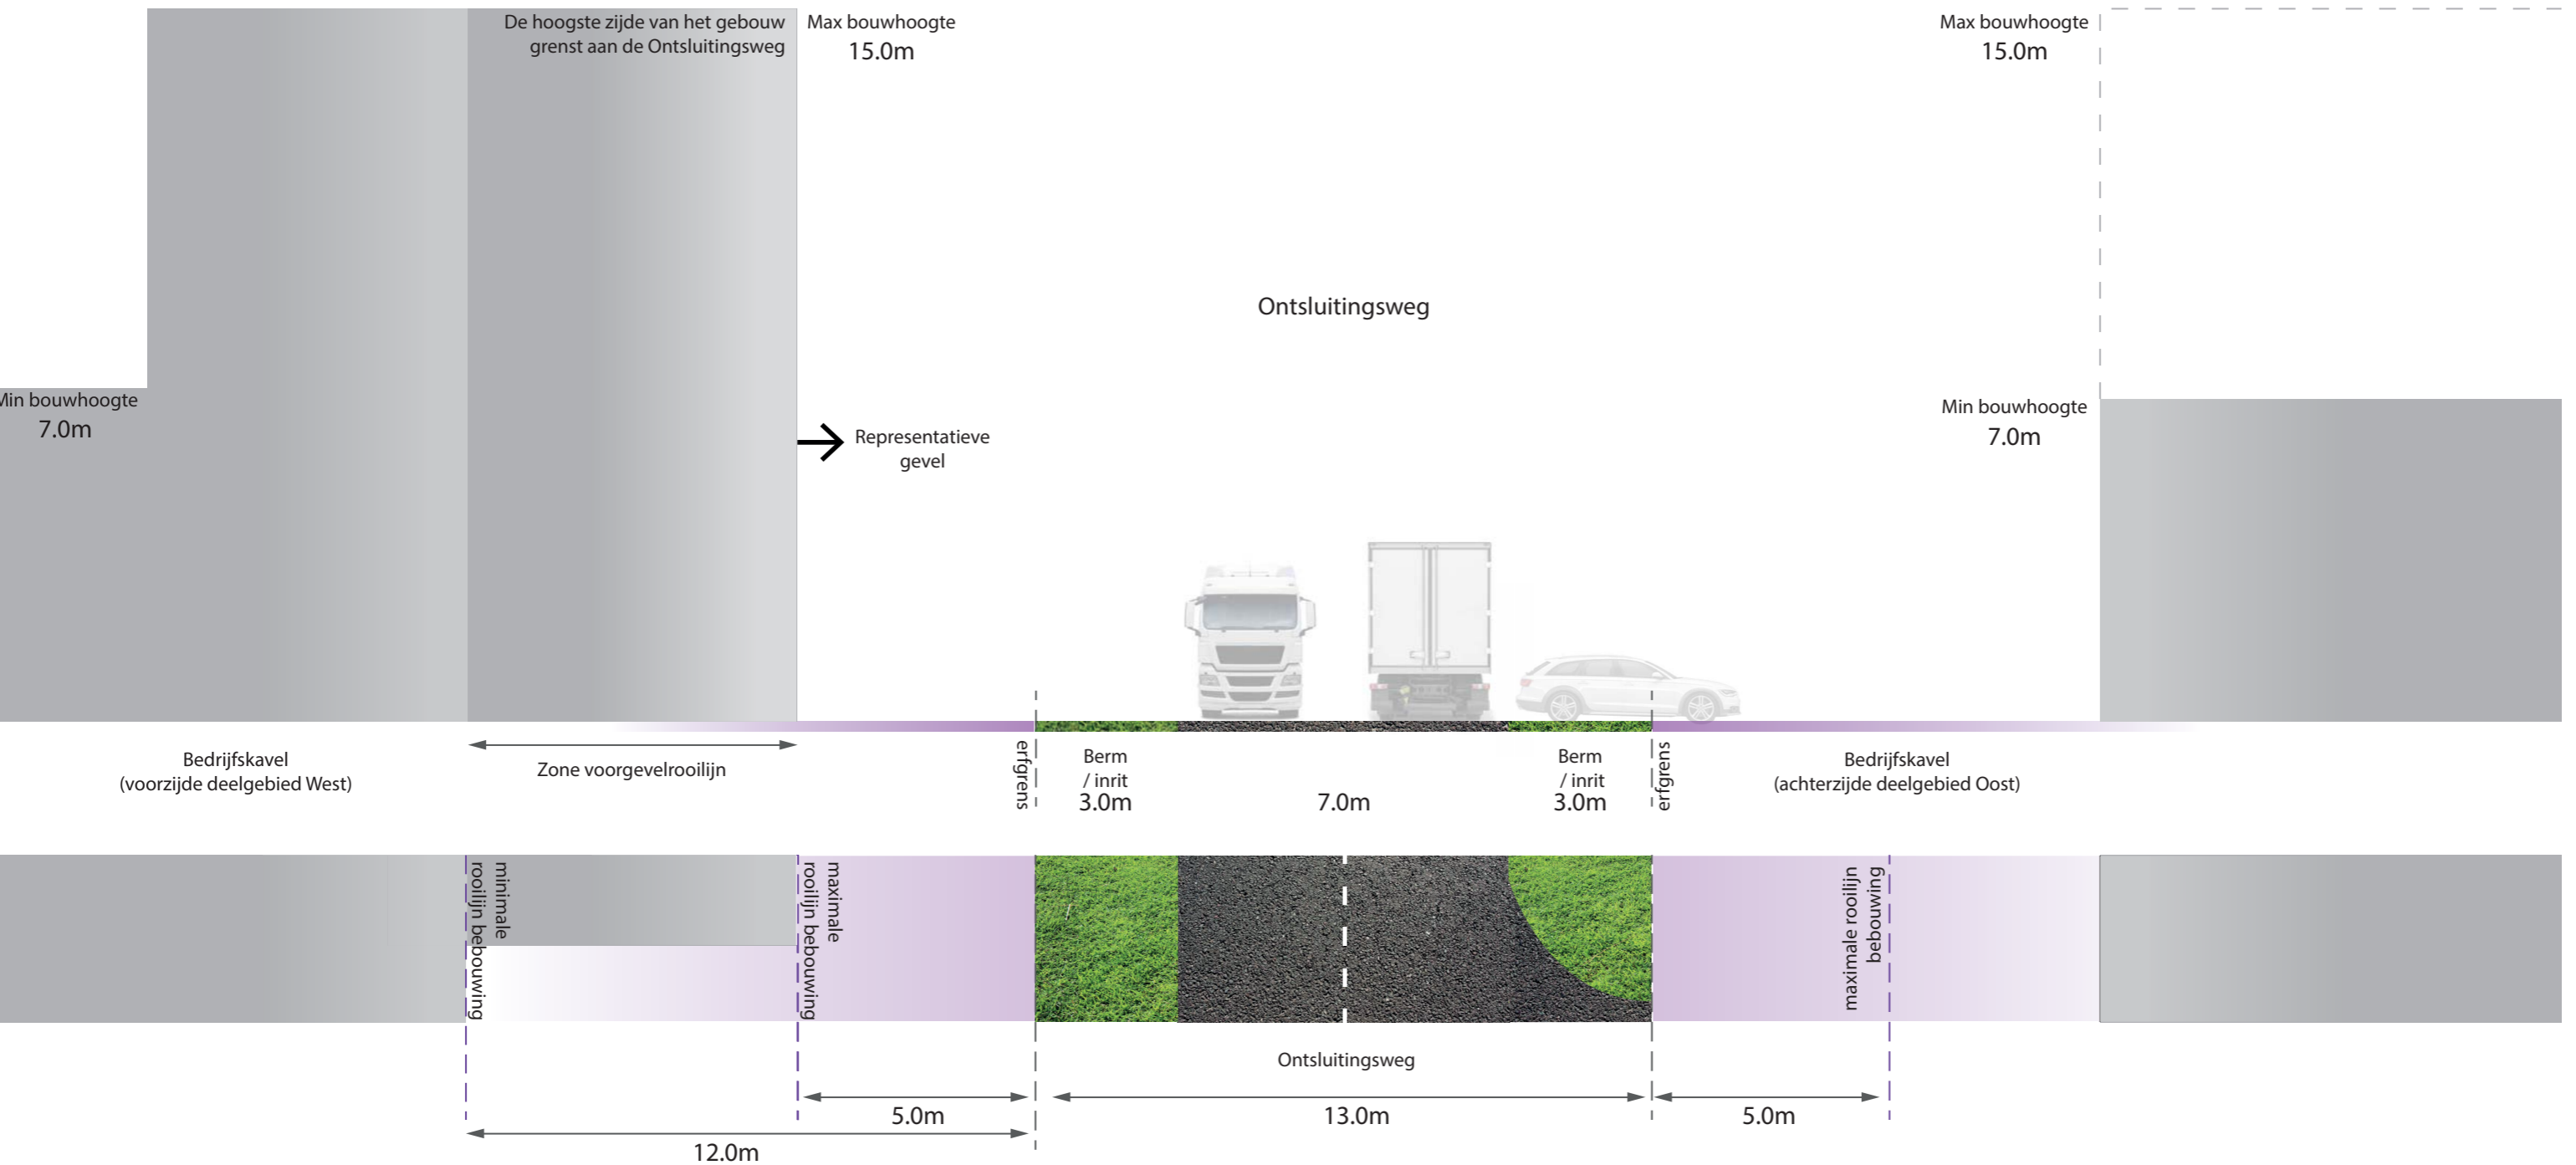 De hoogste zijde van het gebouw
grenst aan de Ontsluitingsweg
Max bouwhoogte
15.0m
Max bouwhoogte
15.0m
Ontsluitingsweg
Min bouwhoogte
7.0m
Representatieve
gevel
Min bouwhoogte
7.0m
Bedrijfskavel
(voorzijde deelgebied West)
Zone voorgevelrooilijn
erfgrens
Berm
/ inrit
3.0m
7.0m
Berm
/ inrit
3.0m
erfgrens
Bedrijfskavel
(achterzijde deelgebied Oost)
minimale
rooilijn bebouwing
maximale
rooilijn bebouwing
maximale rooilijn
bebouwing
Ontsluitingsweg
5.0m
13.0m
5.0m
12.0m